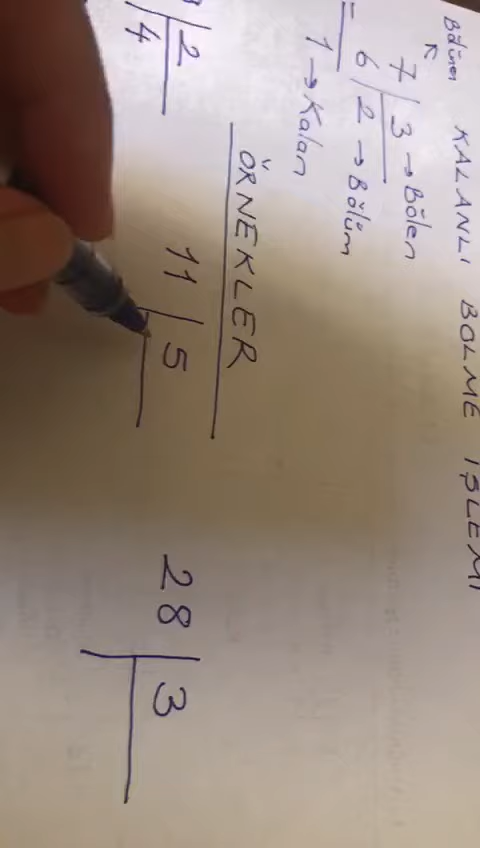 KALANLI BÖLME İŞLEMİ
Bölünen
7 | 3 → Bölen
6 | 2 → Bölüm
1 → Kalan
ÖRNEKLER
2
4
11 | 5
28 | 3